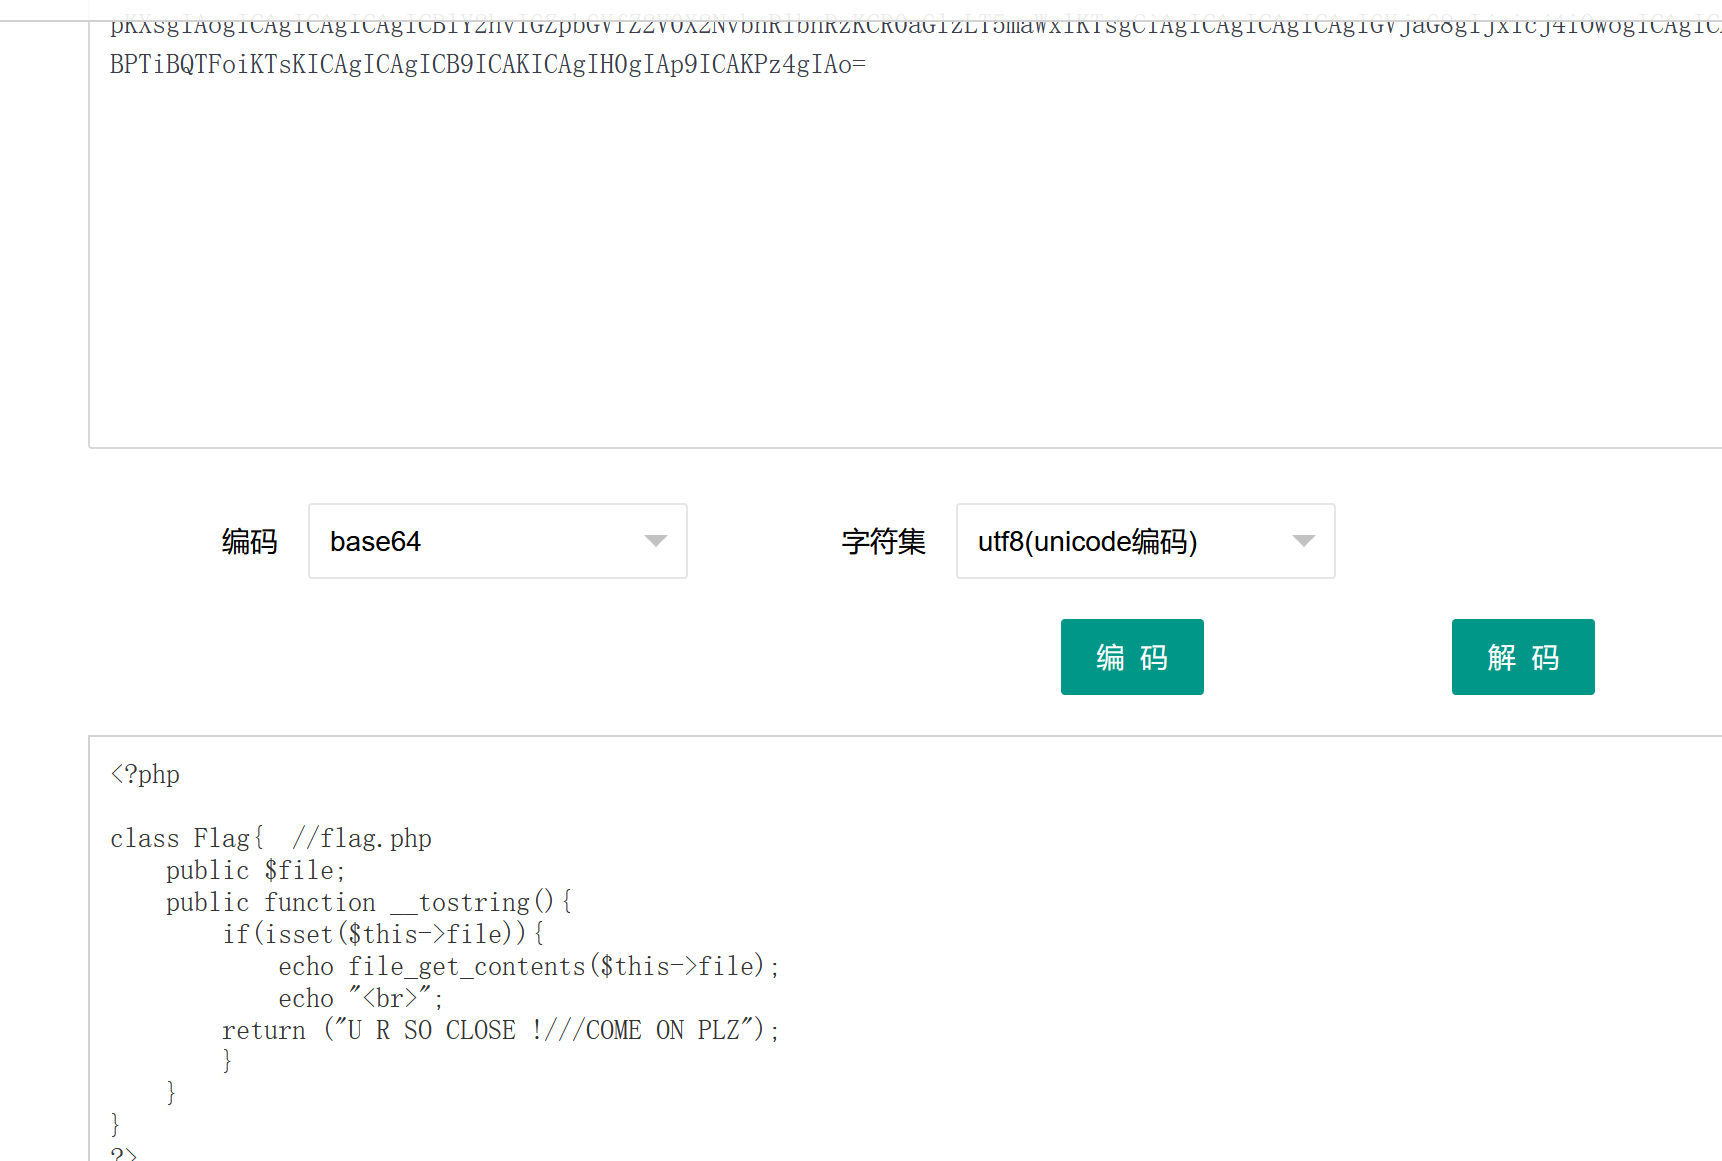 BPTiBQTFoiKTsKICAgICAgICB9ICAKICAgIH0gIAp9ICAKPz4gIAo=
编码
base64
字符集
utf8(unicode编码)
编 码
解 码
<?php
class Flag{  //flag.php
    public $file;
    public function __tostring(){
        if(isset($this->file)){
            echo file_get_contents($this->file);
            echo "<br>";
        return ("U R SO CLOSE !///COME ON PLZ");
        }
    }
}
?>